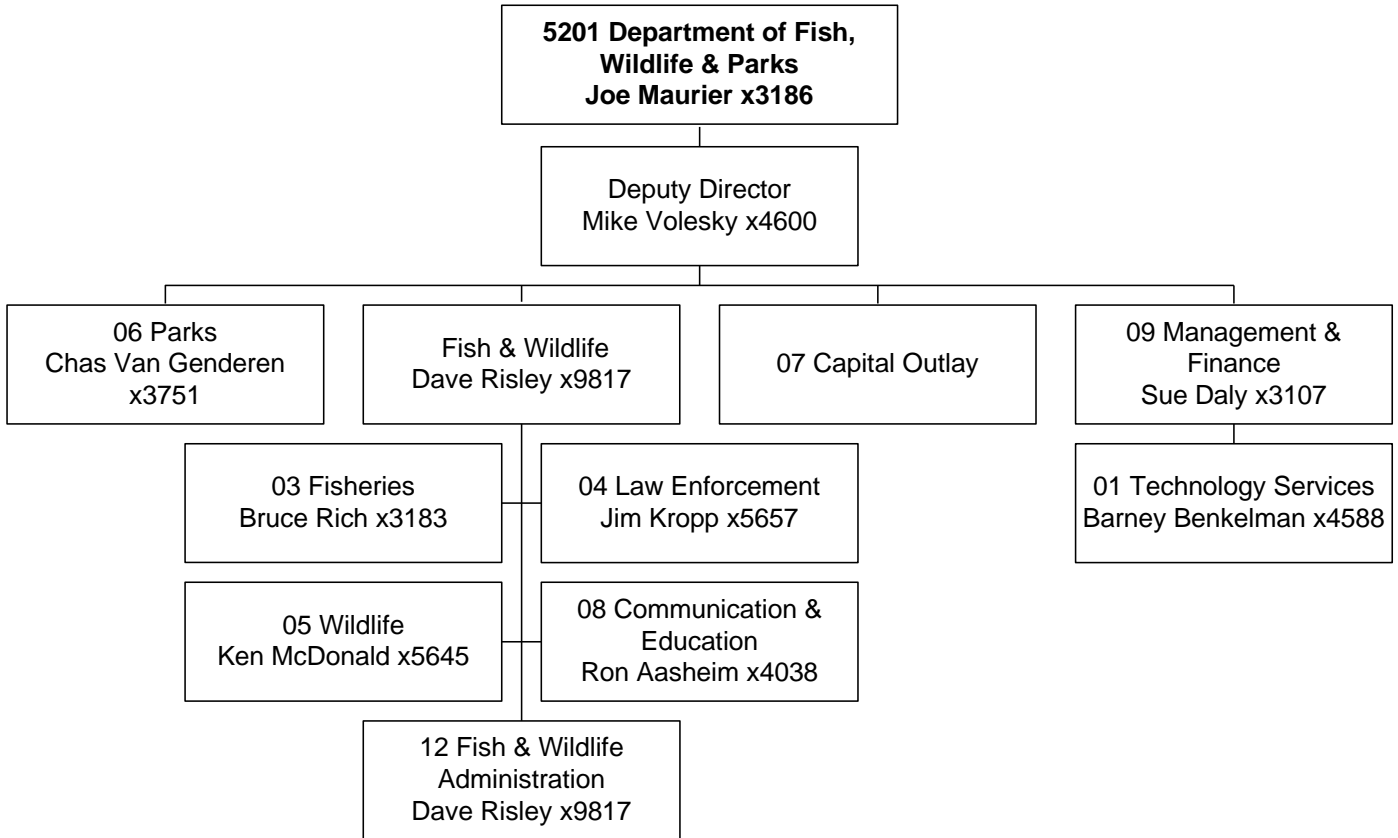 5201 Department of Fish,
Wildlife & Parks
Joe Maurier x3186
Deputy Director
Mike Volesky x4600
06 Parks
Chas Van Genderen
x3751
Fish & Wildlife
Dave Risley x9817
07 Capital Outlay
09 Management &
Finance
Sue Daly x3107
03 Fisheries
Bruce Rich x3183
04 Law Enforcement
Jim Kropp x5657
01 Technology Services
Barney Benkelman x4588
05 Wildlife
Ken McDonald x5645
08 Communication &
Education
Ron Aasheim x4038
12 Fish & Wildlife
Administration
Dave Risley x9817